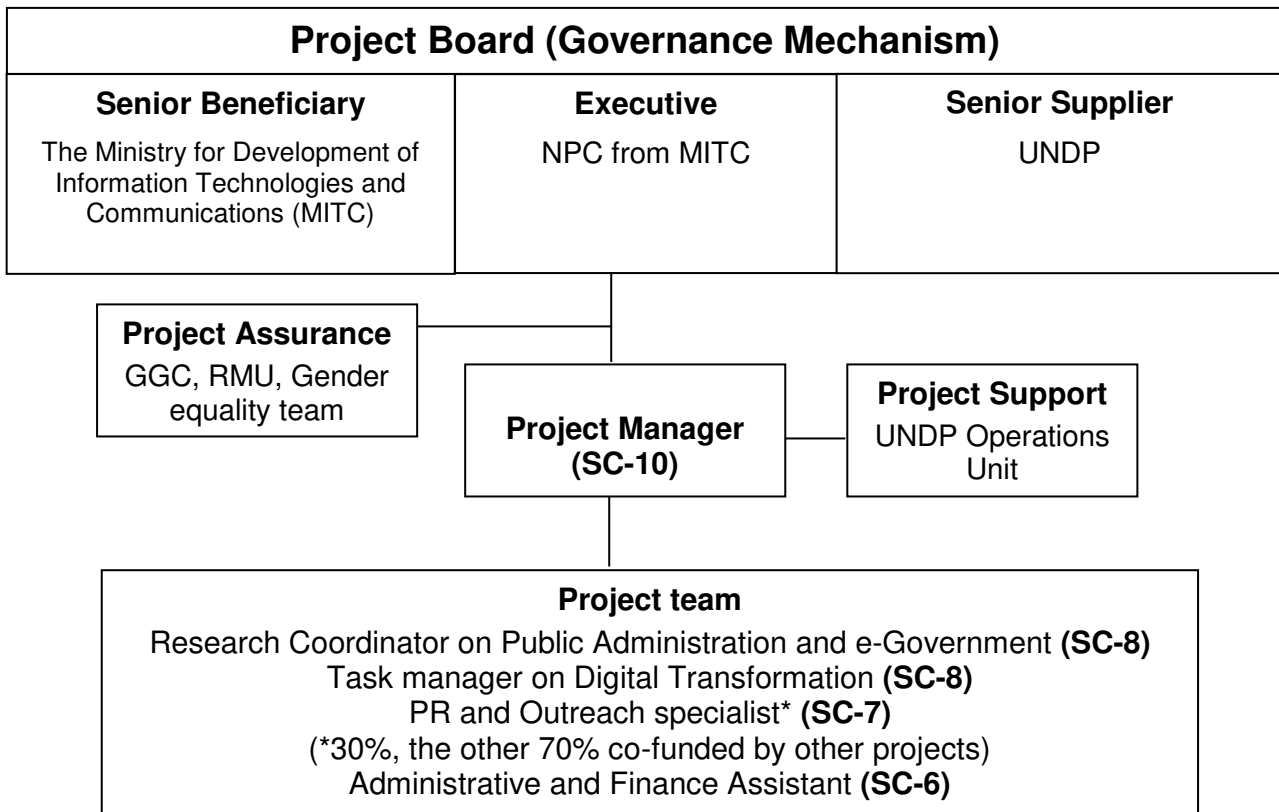 Project Board (Governance Mechanism)
Senior Beneficiary
The Ministry for Development of
Information Technologies and
Communications (MITC)
Executive
NPC from MITC
Senior Supplier
UNDP
Project Assurance
GGC, RMU, Gender
equality team
Project Manager
(SC-10)
Project Support
UNDP Operations
Unit
Project team
Research Coordinator on Public Administration and e-Government (SC-8)
Task manager on Digital Transformation (SC-8)
PR and Outreach specialist* (SC-7)
(*30%, the other 70% co-funded by other projects)
Administrative and Finance Assistant (SC-6)